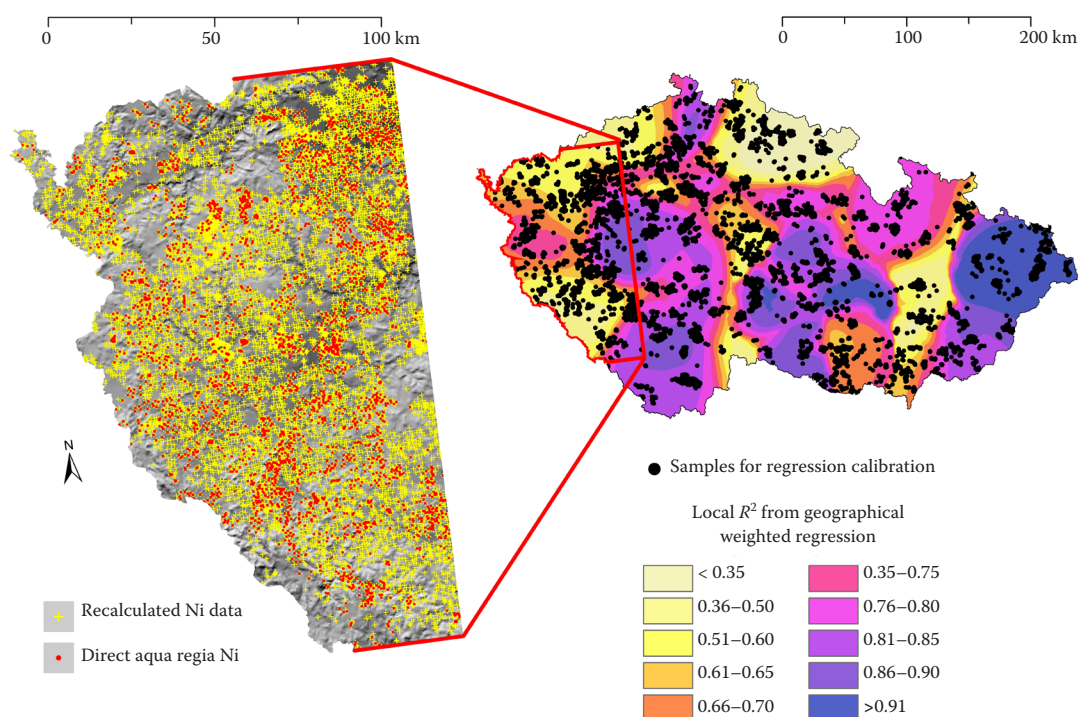 0 50 100 km
0 100 200 km
N
Samples for regression calibration
Local R² from geographical
weighted regression
< 0.35
0.36–0.50
0.51–0.60
0.61–0.65
0.66–0.70
0.35–0.75
0.76–0.80
0.81–0.85
0.86–0.90
>0.91
Recalculated Ni data
Direct aqua regia Ni